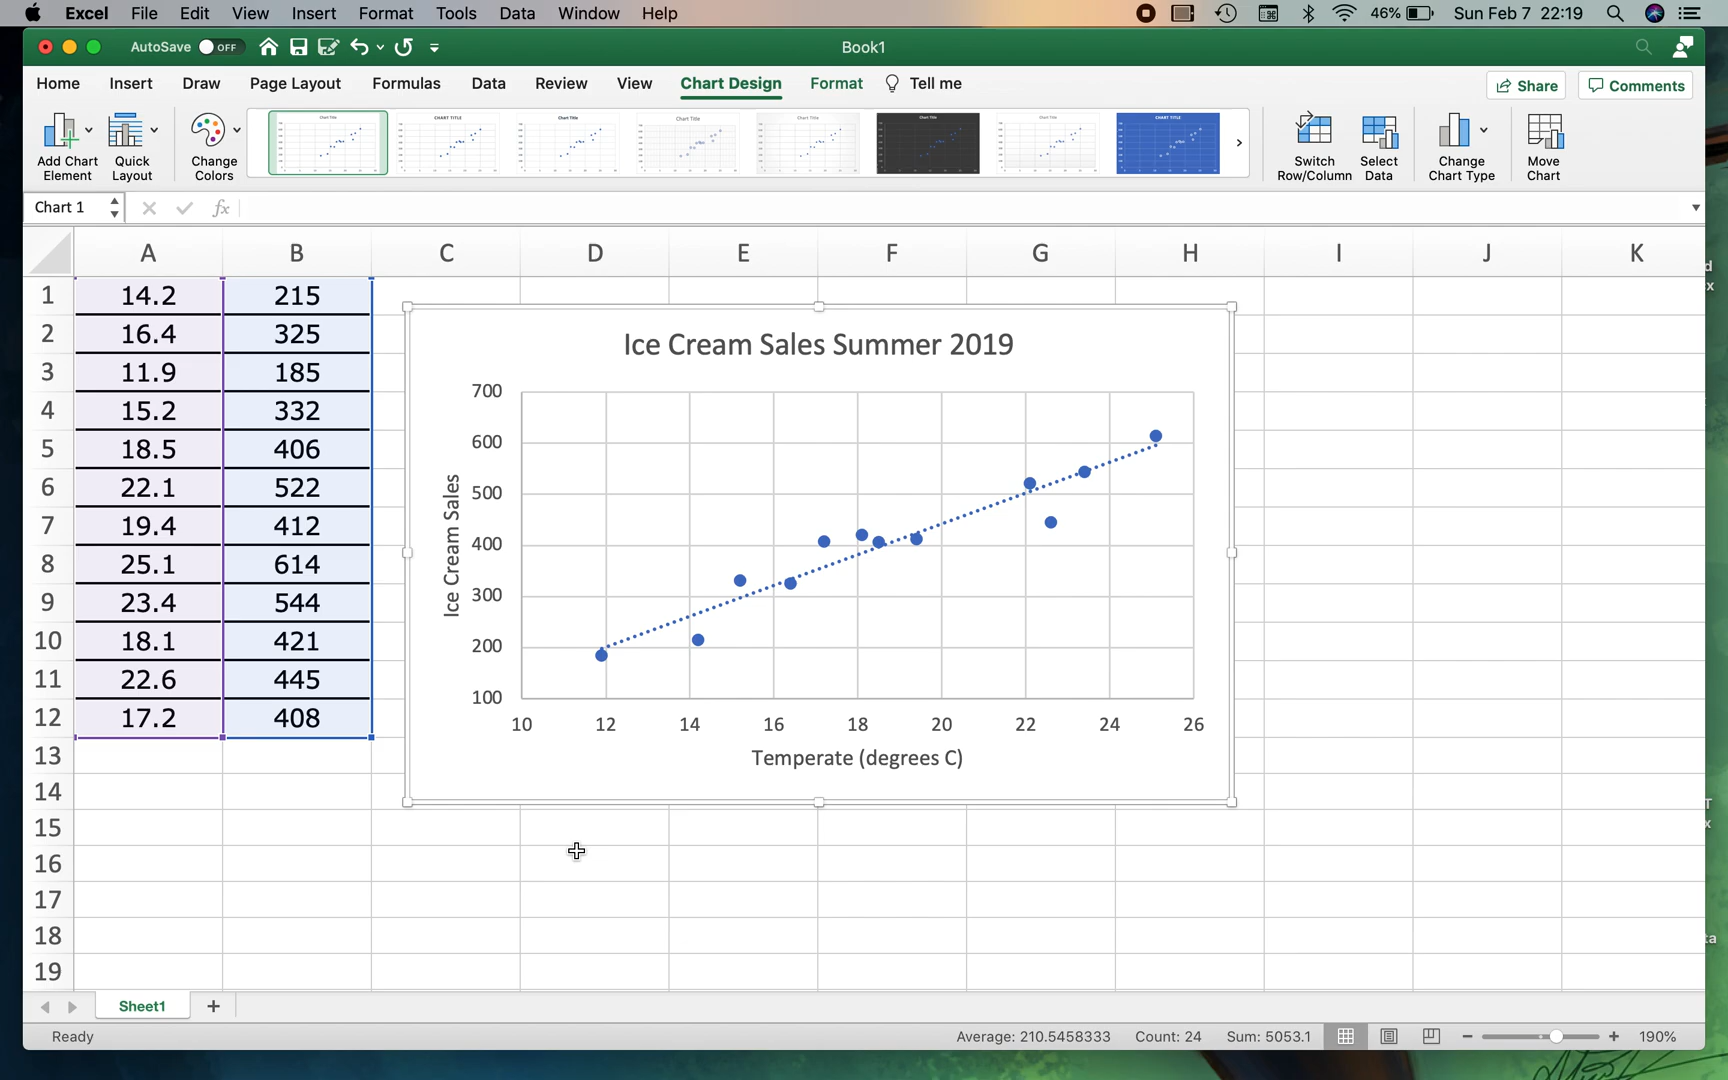 Excel File Edit View Insert Format Tools Data Window Help 46% Sun Feb 7 22:19
AutoSave OFF Book1
Home Insert Draw Page Layout Formulas Data Review View Chart Design Format Tell me Share Comments
Add Chart Element
Quick Layout
Change Colors
Switch Row/Column
Select Data
Change Chart Type
Move Chart
Chart 1 fx
A B C D E F G H I J K
1 14.2 215
2 16.4 325
3 11.9 185
4 15.2 332
5 18.5 406
6 22.1 522
7 19.4 412
8 25.1 614
9 23.4 544
10 18.1 421
11 22.6 445
12 17.2 408
13
14
15
16
17
18
19
Ice Cream Sales Summer 2019
700
600
500
400
300
200
100
Ice Cream Sales
10 12 14 16 18 20 22 24 26
Temperate (degrees C)
Sheet1
Ready Average: 210.5458333 Count: 24 Sum: 5053.1 190%